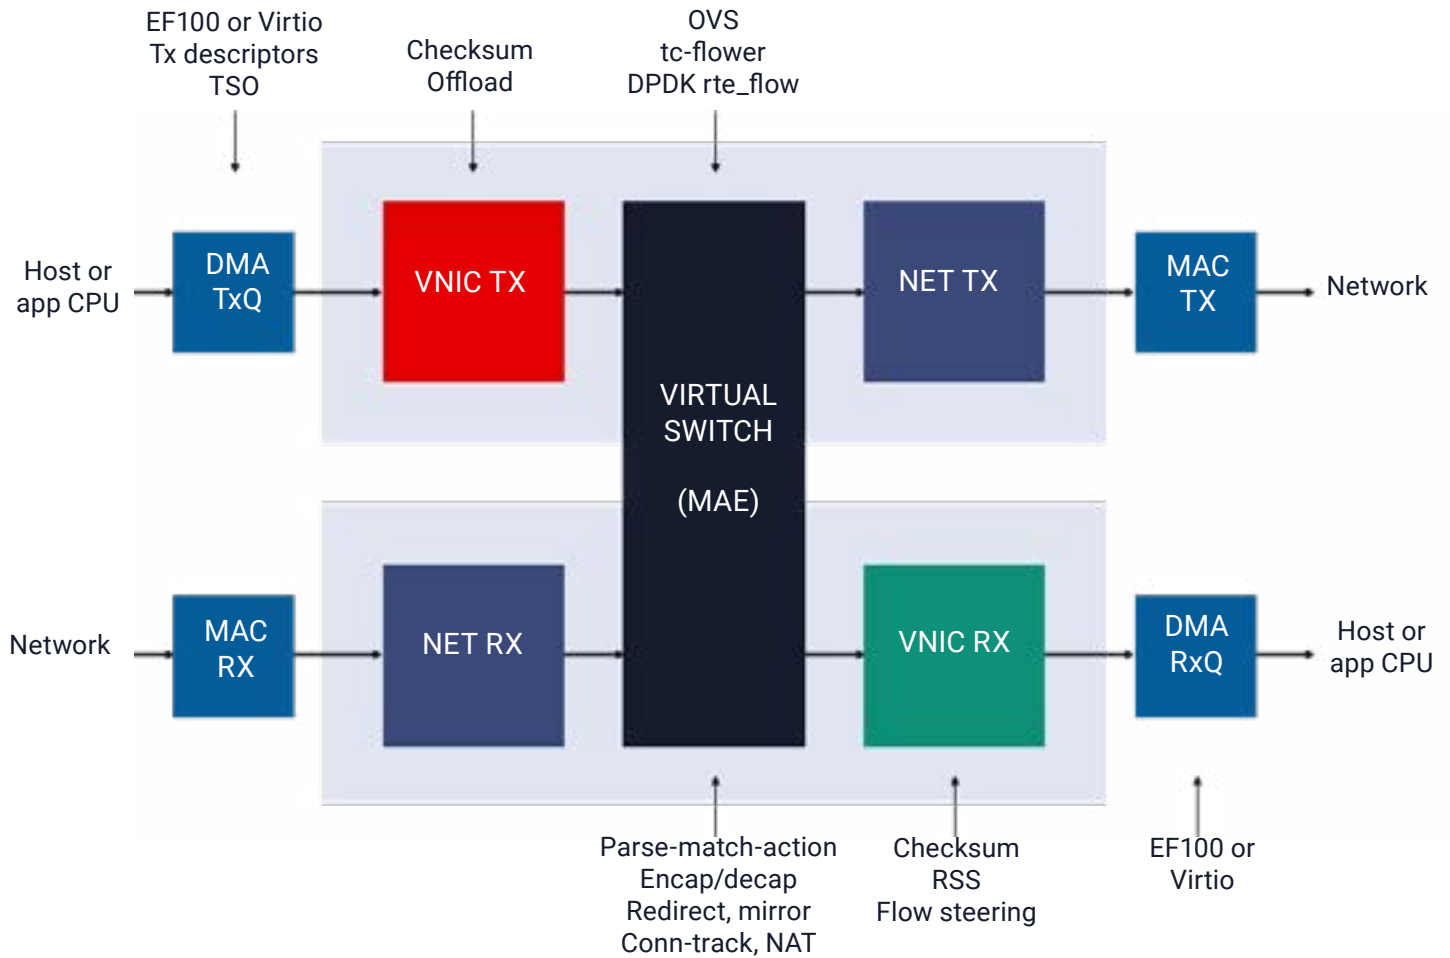 EF100 or Virtio
Tx descriptors
TSO
Checksum
Offload
OVS
tc-flower
DPDK rte_flow
Host or
app CPU
DMA
TxQ
VNIC TX
NET TX
MAC
TX
Network
VIRTUAL
SWITCH
(MAE)
Network
MAC
RX
NET RX
VNIC RX
DMA
RxQ
Host or
app CPU
Parse-match-action
Encap/decap
Redirect, mirror
Conn-track, NAT
Checksum
RSS
Flow steering
EF100 or
Virtio